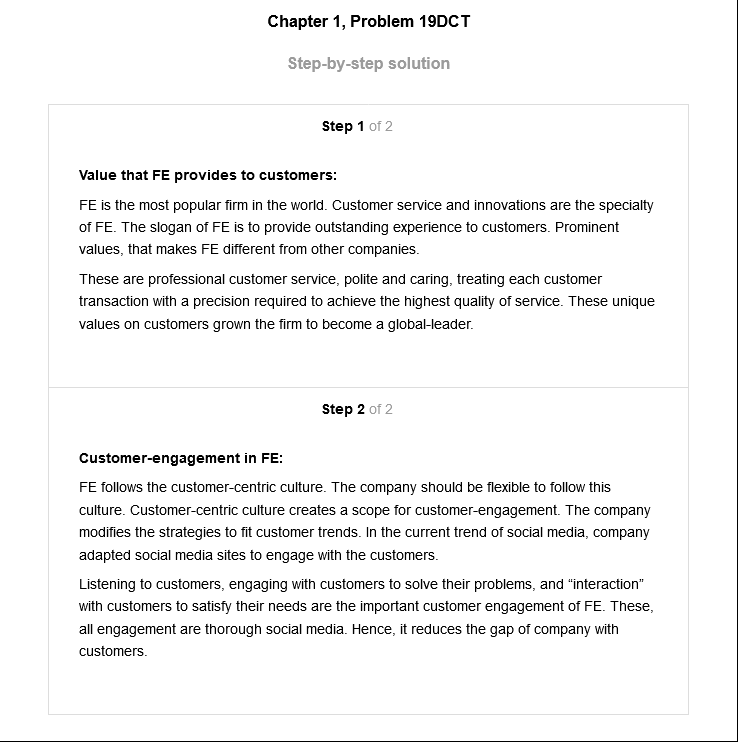 Chapter 1, Problem 19DCT
Step-by-step solution
Step 1 of 2
Value that FE provides to customers:
FE is the most popular firm in the world. Customer service and innovations are the specialty
of FE. The slogan of FE is to provide outstanding experience to customers. Prominent
values, that makes FE different from other companies.
These are professional customer service, polite and caring, treating each customer
transaction with a precision required to achieve the highest quality of service. These unique
values on customers grown the firm to become a global-leader.
Step 2 of 2
Customer-engagement in FE:
FE follows the customer-centric culture. The company should be flexible to follow this
culture. Customer-centric culture creates a scope for customer-engagement. The company
modifies the strategies to fit customer trends. In the current trend of social media, company
adapted social media sites to engage with the customers.
Listening to customers, engaging with customers to solve their problems, and “interaction”
with customers to satisfy their needs are the important customer engagement of FE. These,
all engagement are thorough social media. Hence, it reduces the gap of company with
customers.